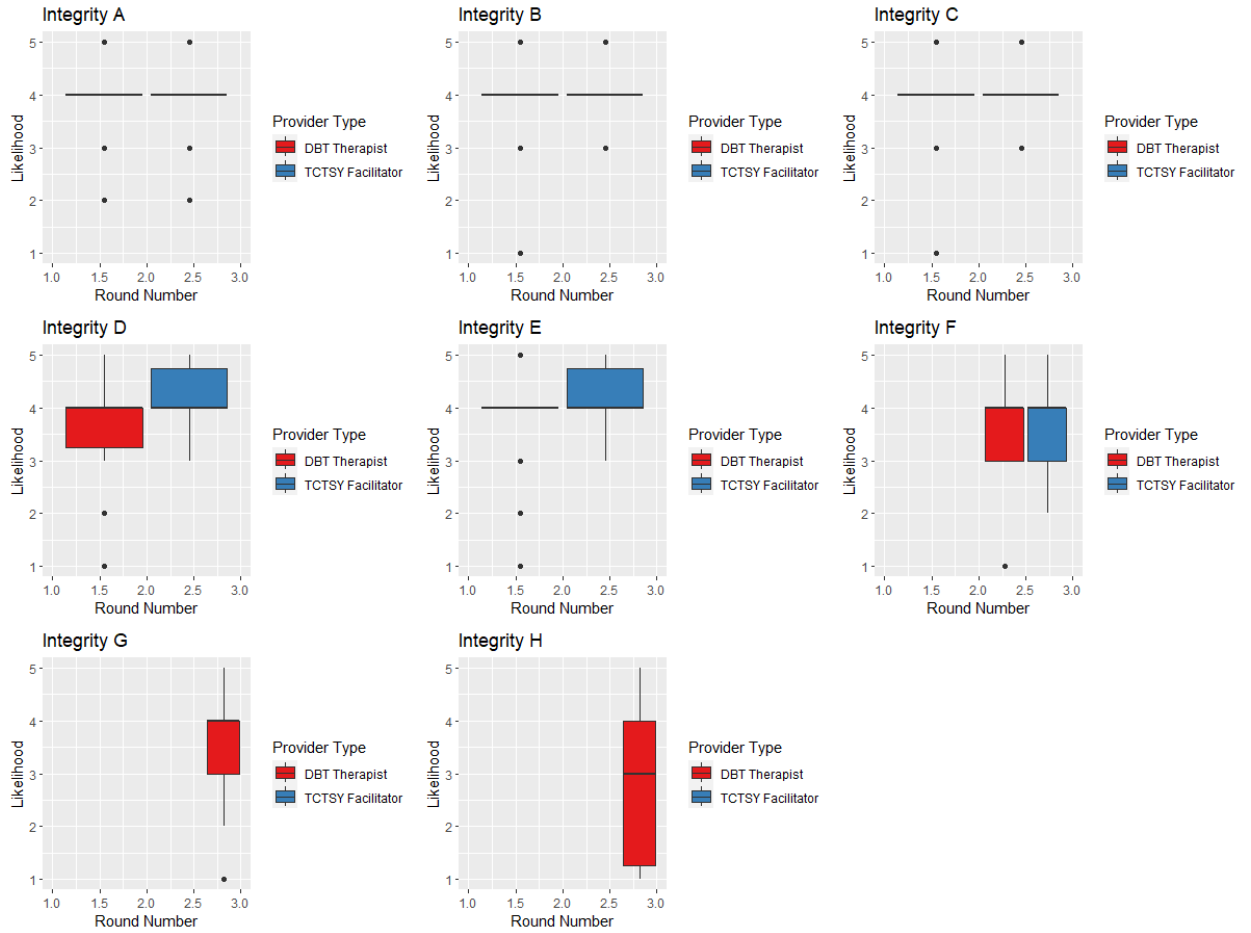 Integrity A
5
4
3
2
1
Likelihood
1.0 1.5 2.0 2.5 3.0
Round Number
Provider Type
DBT Therapist
TCTSY Facilitator
Integrity B
5
4
3
2
1
Likelihood
1.0 1.5 2.0 2.5 3.0
Round Number
Provider Type
DBT Therapist
TCTSY Facilitator
Integrity C
5
4
3
2
1
Likelihood
1.0 1.5 2.0 2.5 3.0
Round Number
Provider Type
DBT Therapist
TCTSY Facilitator
Integrity D
5
4
3
2
1
Likelihood
1.0 1.5 2.0 2.5 3.0
Round Number
Provider Type
DBT Therapist
TCTSY Facilitator
Integrity E
5
4
3
2
1
Likelihood
1.0 1.5 2.0 2.5 3.0
Round Number
Provider Type
DBT Therapist
TCTSY Facilitator
Integrity F
5
4
3
2
1
Likelihood
1.0 1.5 2.0 2.5 3.0
Round Number
Provider Type
DBT Therapist
TCTSY Facilitator
Integrity G
5
4
3
2
1
Likelihood
1.0 1.5 2.0 2.5 3.0
Round Number
Provider Type
DBT Therapist
TCTSY Facilitator
Integrity H
5
4
3
2
1
Likelihood
1.0 1.5 2.0 2.5 3.0
Round Number
Provider Type
DBT Therapist
TCTSY Facilitator